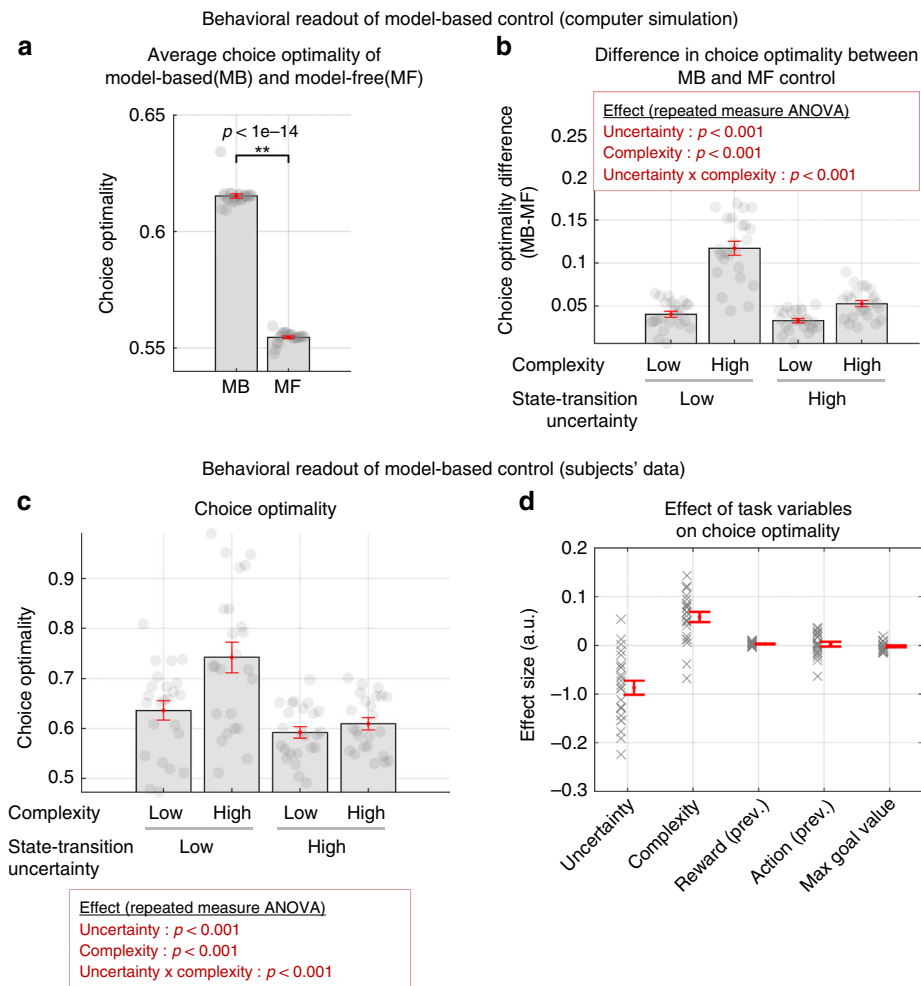 Behavioral readout of model-based control (computer simulation)
a
Average choice optimality of
model-based(MB) and model-free(MF)
0.65
0.6
0.55
Choice optimality
p < 1e–14
**
MB
MF
b
Difference in choice optimality between
MB and MF control
Effect (repeated measure ANOVA)
Uncertainty : p < 0.001
Complexity : p < 0.001
Uncertainty x complexity : p < 0.001
0.25
0.2
0.15
0.1
0.05
Choice optimality difference
(MB-MF)
Complexity
Low
High
Low
High
State-transition
uncertainty
Low
High
Behavioral readout of model-based control (subjects’ data)
c
Choice optimality
0.9
0.8
0.7
0.6
0.5
Choice optimality
Complexity
Low
High
Low
High
State-transition
uncertainty
Low
High
Effect (repeated measure ANOVA)
Uncertainty : p < 0.001
Complexity : p < 0.001
Uncertainty x complexity : p < 0.001
d
Effect of task variables
on choice optimality
0.2
0.1
0
–1.0
–0.2
–0.3
Effect size (a.u.)
Uncertainty
Complexity
Reward (prev.)
Action (prev.)
Max goal value